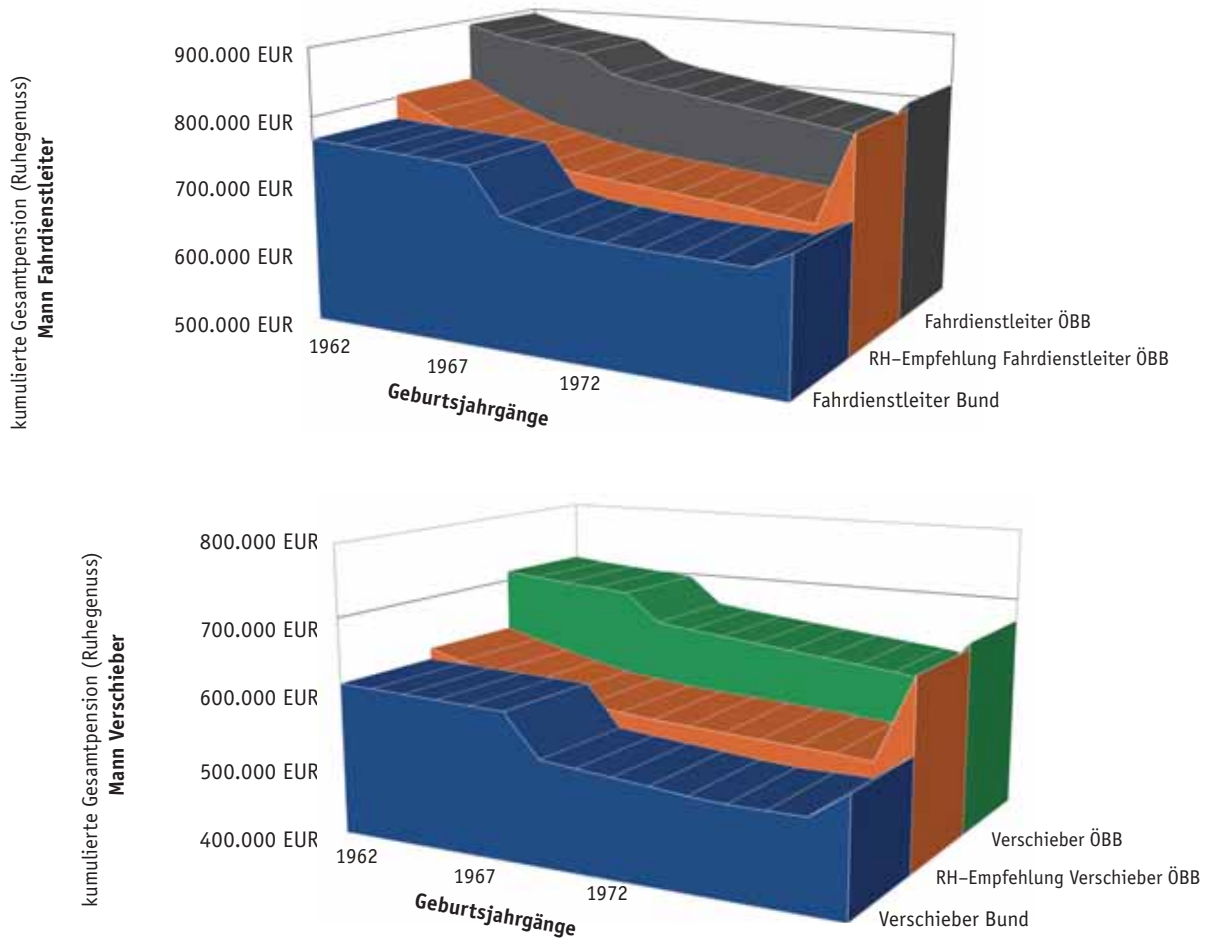 kumulierte Gesamtpension (Ruhegenuss)
Mann Fahrdienstleiter
900.000 EUR
800.000 EUR
700.000 EUR
600.000 EUR
500.000 EUR
1962
1967
1972
Geburtsjahrgänge
Fahrdienstleiter ÖBB
RH–Empfehlung Fahrdienstleiter ÖBB
Fahrdienstleiter Bund
kumulierte Gesamtpension (Ruhegenuss)
Mann Verschieber
800.000 EUR
700.000 EUR
600.000 EUR
500.000 EUR
400.000 EUR
1962
1967
1972
Geburtsjahrgänge
Verschieber ÖBB
RH–Empfehlung Verschieber ÖBB
Verschieber Bund